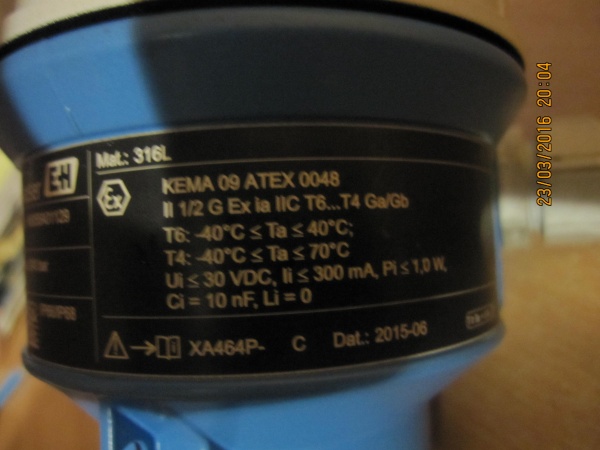 Mat.: 316L
E+H
Ex
KEMA 09 ATEX 0048
II 1/2 G Ex ia IIC T6...T4 Ga/Gb
T6: -40°C ≤ Ta ≤ 40°C;
T4: -40°C ≤ Ta ≤ 70°C
Ui ≤ 30 VDC, Ii ≤ 300 mA, Pi ≤ 1,0 W,
Ci = 10 nF, Li = 0
XA464P- C Dat.: 2015-06
23/03/2016 20:04